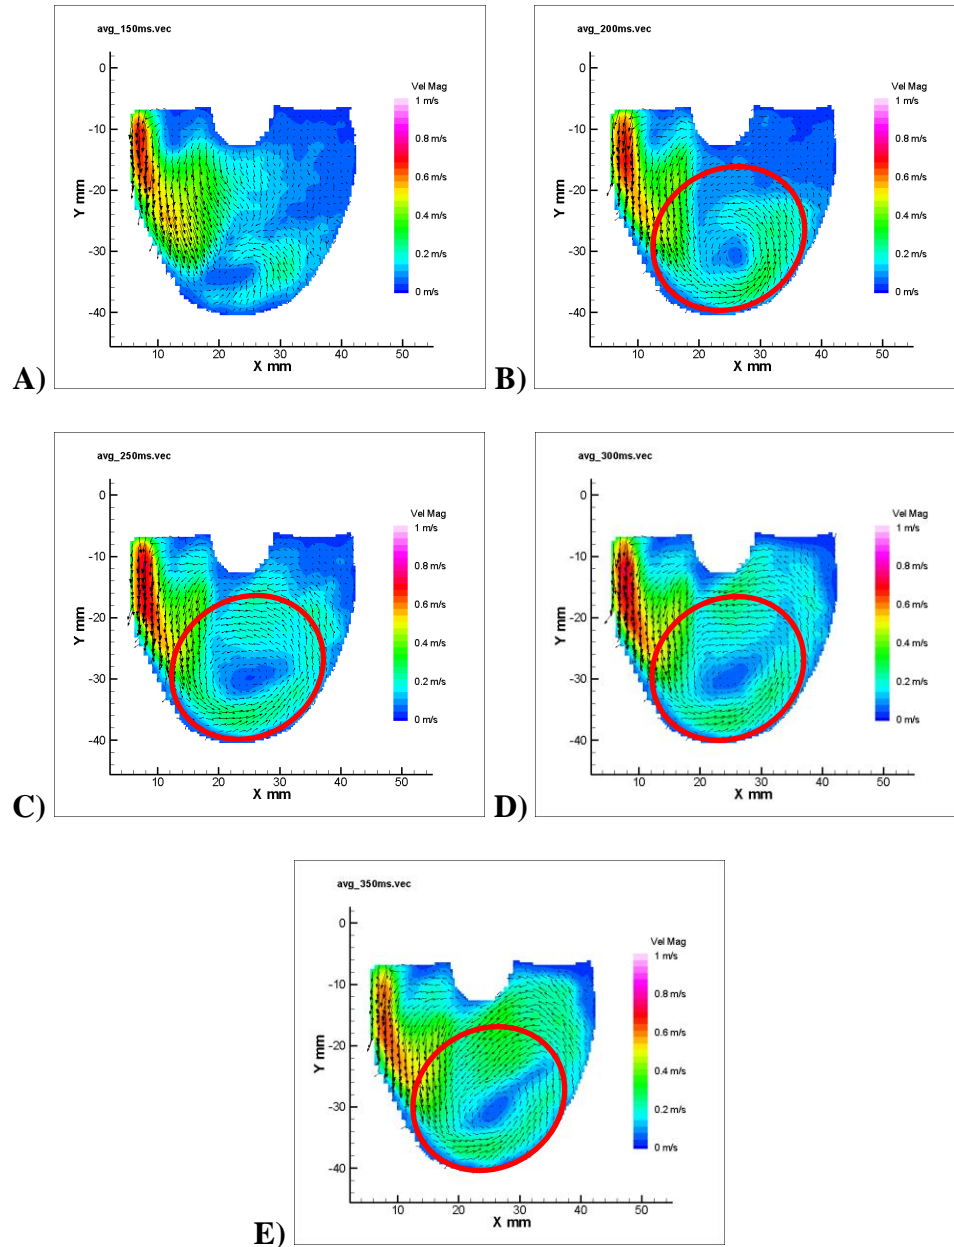 avg_150ms.vec
0
-10
-20
-30
-40
Y mm
10 20 30 40 50
X mm
Vel Mag
1 m/s
0.8 m/s
0.6 m/s
0.4 m/s
0.2 m/s
0 m/s
A)
avg_200ms.vec
0
-10
-20
-30
-40
Y mm
10 20 30 40 50
X mm
Vel Mag
1 m/s
0.8 m/s
0.6 m/s
0.4 m/s
0.2 m/s
0 m/s
B)
avg_250ms.vec
0
-10
-20
-30
-40
Y mm
10 20 30 40 50
X mm
Vel Mag
1 m/s
0.8 m/s
0.6 m/s
0.4 m/s
0.2 m/s
0 m/s
C)
avg_300ms.vec
0
-10
-20
-30
-40
Y mm
10 20 30 40 50
X mm
Vel Mag
1 m/s
0.8 m/s
0.6 m/s
0.4 m/s
0.2 m/s
0 m/s
D)
avg_350ms.vec
0
-10
-20
-30
-40
Y mm
10 20 30 40 50
X mm
Vel Mag
1 m/s
0.8 m/s
0.6 m/s
0.4 m/s
0.2 m/s
0 m/s
E)